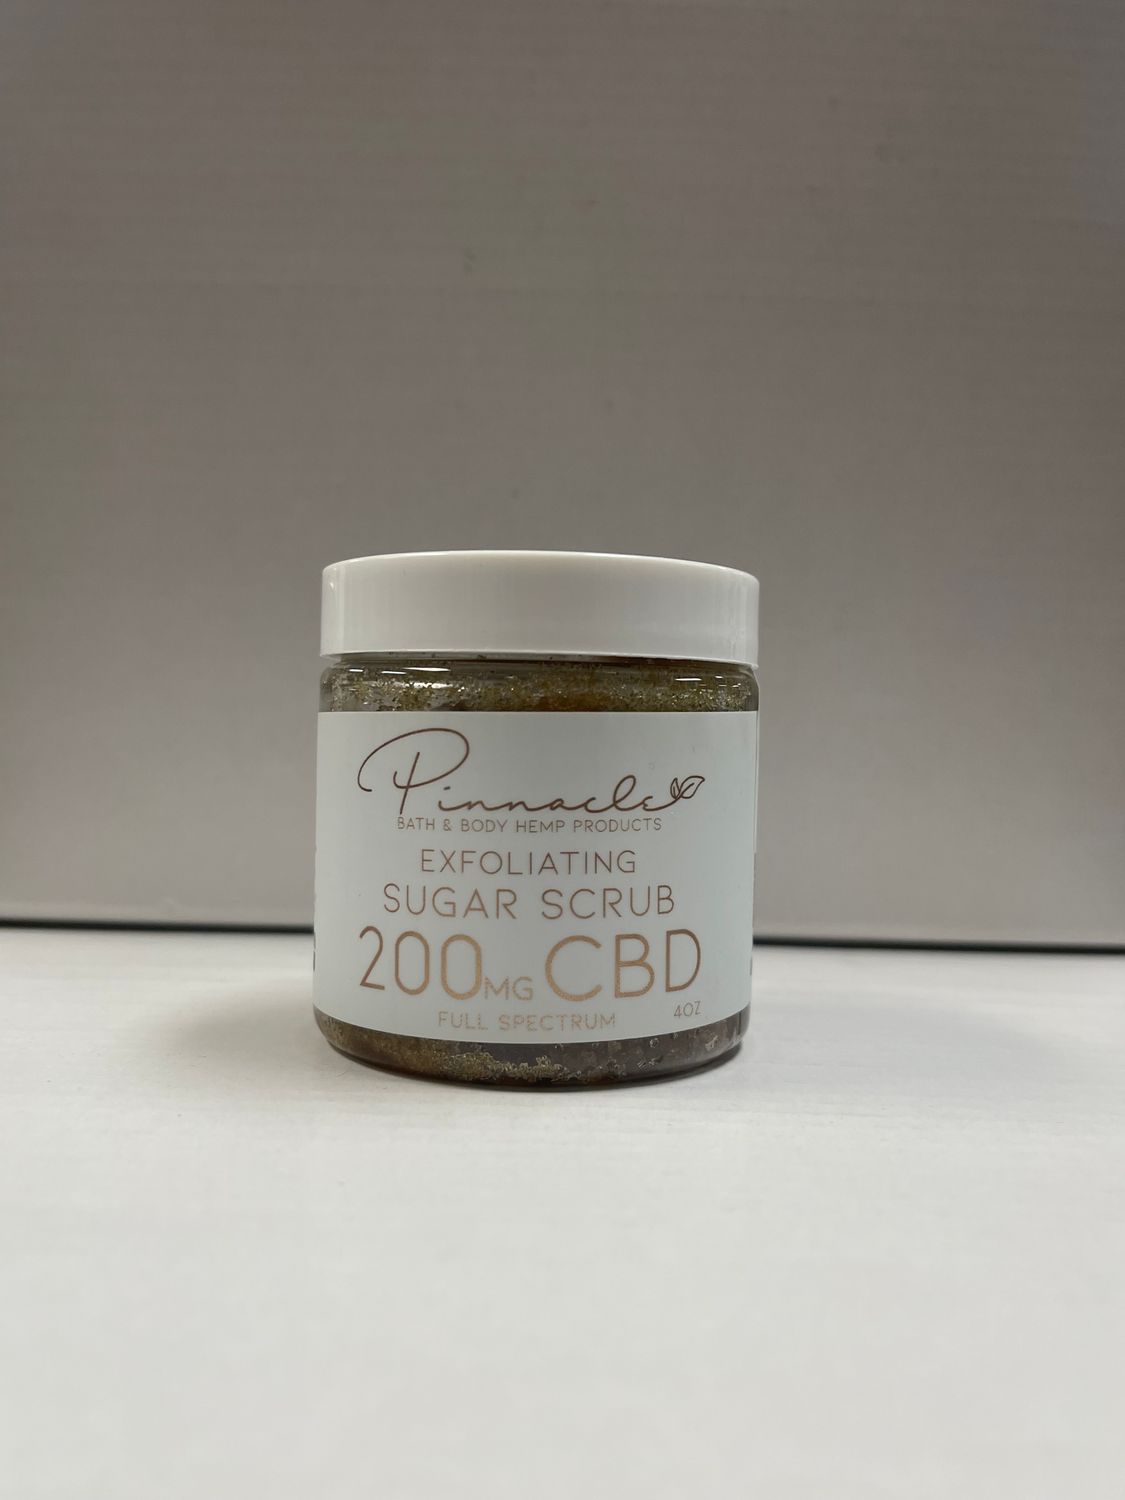 Pinnacle
BATH & BODY HEMP PRODUCTS
EXFOLIATING
SUGAR SCRUB
200MG CBD
FULL SPECTRUM
4OZ